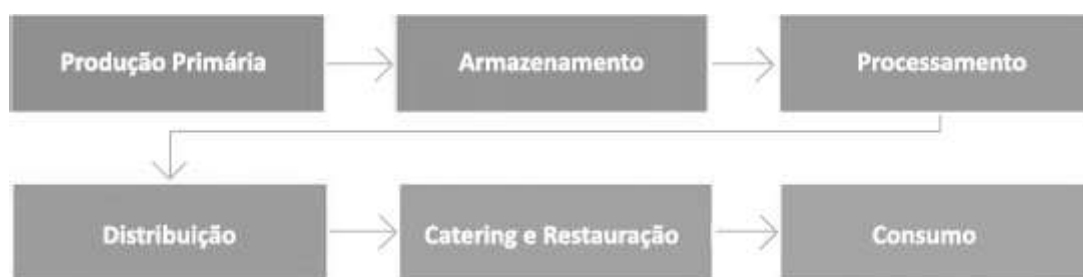 Produção Primária
Armazenamento
Processamento
Distribuição
Catering e Restauração
Consumo